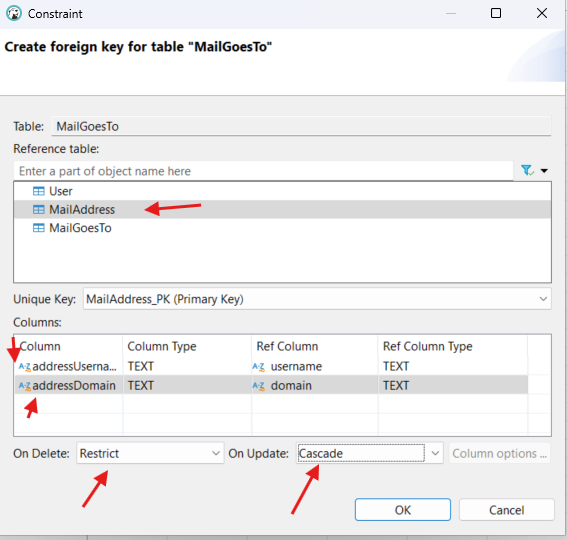 Constraint
Create foreign key for table "MailGoesTo"
Table: MailGoesTo
Reference table:
Enter a part of object name here
User
MailAddress
MailGoesTo
Unique Key: MailAddress_PK (Primary Key)
Columns:
Column Column Type Ref Column Ref Column Type
A-Z addressUserna... TEXT A-Z username TEXT
A-Z addressDomain TEXT A-Z domain TEXT
On Delete: Restrict On Update: Cascade Column options ...
OK Cancel